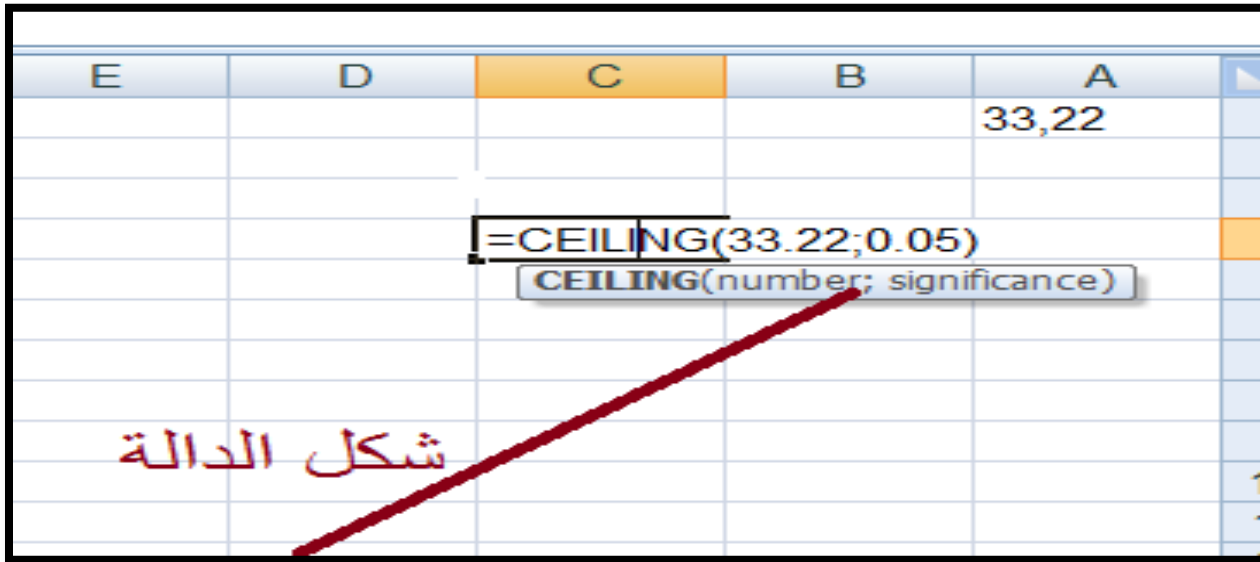 E D C B A
33,22
=CEILING(33.22;0.05)
CEILING(number; significance)
شكل الدالة